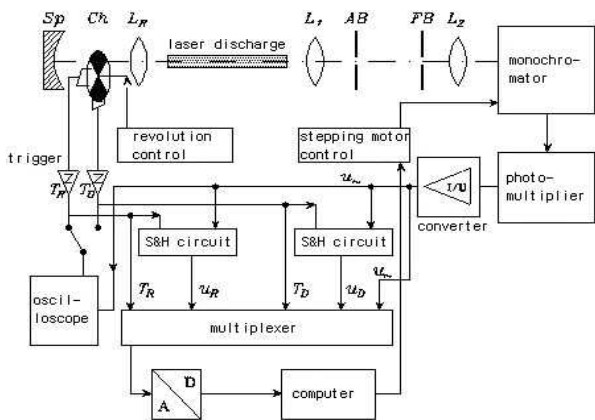 Sp Ch L_R L_1 AB FB L_2
laser discharge
monochro-
mator
revolution
control
stepping motor
control
trigger
T_R T_D
u~
I/U
converter
photo-
multiplier
S&H circuit
S&H circuit
u~
oscil-
loscope
T_R u_R T_D u_D
multiplexer
D
A
computer